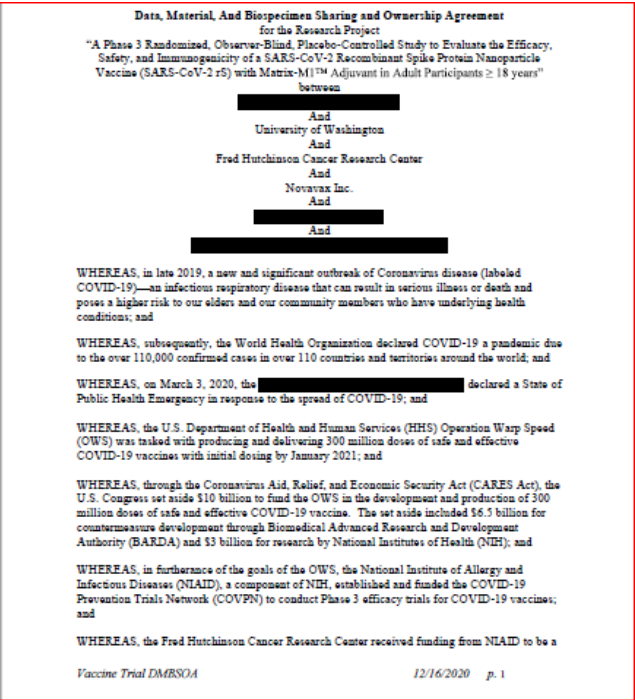 Data, Material, And Biospecimen Sharing and Ownership Agreement
for the Research Project
"A Phase 3 Randomized, Observer-Blind, Placebo-Controlled Study to Evaluate the Efficacy,
Safety, and Immunogenicity of a SARS-CoV-2 Recombinant Spike Protein Nanoparticle
Vaccine (SARS-CoV-2 rS) with Matrix-M1™ Adjuvant in Adult Participants ≥ 18 years"
between
And
University of Washington
And
Fred Hutchinson Cancer Research Center
And
Novavax Inc.
And
And
WHEREAS, in late 2019, a new and significant outbreak of Coronavirus disease (labeled
COVID-19)—an infectious respiratory disease that can result in serious illness or death and
poses a higher risk to our elders and our community members who have underlying health
conditions; and
WHEREAS, subsequently, the World Health Organization declared COVID-19 a pandemic due
to the over 110,000 confirmed cases in over 110 countries and territories around the world; and
WHEREAS, on March 3, 2020, the declared a State of
Public Health Emergency in response to the spread of COVID-19; and
WHEREAS, the U.S. Department of Health and Human Services (HHS) Operation Warp Speed
(OWS) was tasked with producing and delivering 300 million doses of safe and effective
COVID-19 vaccines with initial dosing by January 2021; and
WHEREAS, through the Coronavirus Aid, Relief, and Economic Security Act (CARES Act), the
U.S. Congress set aside $10 billion to fund the OWS in the development and production of 300
million doses of safe and effective COVID-19 vaccine. The set aside included $6.5 billion for
countermeasure development through Biomedical Advanced Research and Development
Authority (BARDA) and $3 billion for research by National Institutes of Health (NIH); and
WHEREAS, in furtherance of the goals of the OWS, the National Institute of Allergy and
Infectious Diseases (NIAID), a component of NIH, established and funded the COVID-19
Prevention Trials Network (COVPN) to conduct Phase 3 efficacy trials for COVID-19 vaccines;
and
WHEREAS, the Fred Hutchinson Cancer Research Center received funding from NIAID to be a
Vaccine Trial DMBSOA 12/16/2020 p. 1